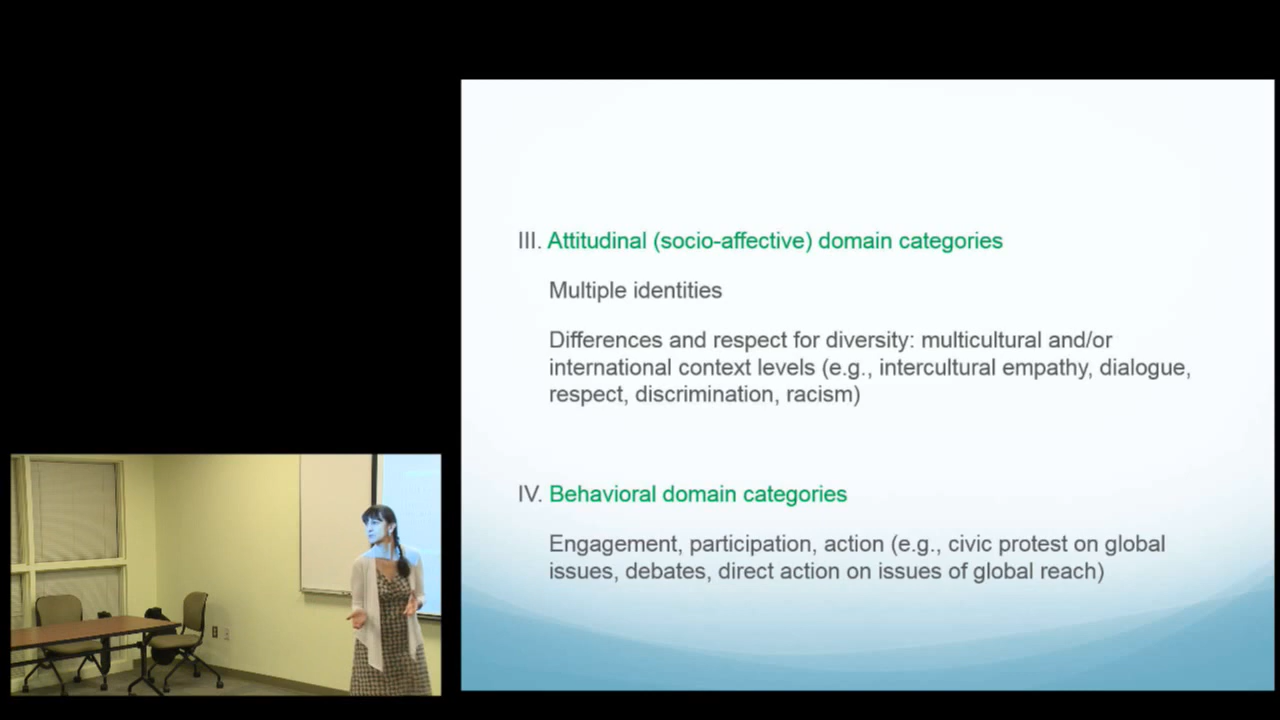 III. Attitudinal (socio-affective) domain categories
Multiple identities
Differences and respect for diversity: multicultural and/or
international context levels (e.g., intercultural empathy, dialogue,
respect, discrimination, racism)
IV. Behavioral domain categories
Engagement, participation, action (e.g., civic protest on global
issues, debates, direct action on issues of global reach)